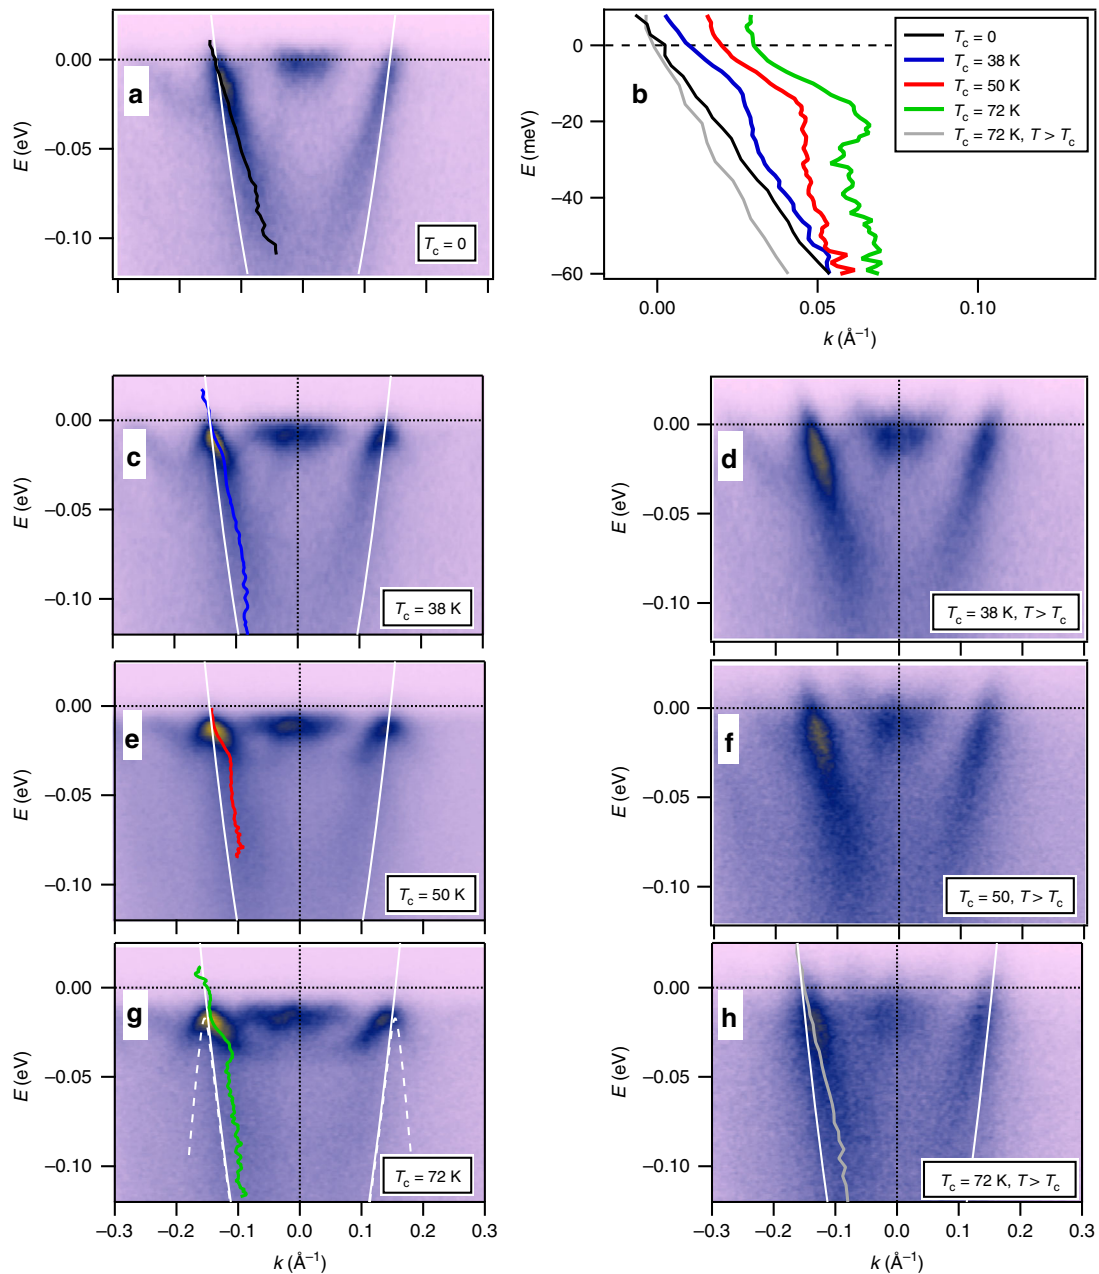 a
E (eV)
0.00
−0.05
−0.10
Tc = 0
b
E (meV)
0
−20
−40
−60
0.00 0.05 0.10
k (Å−1)
Tc = 0
Tc = 38 K
Tc = 50 K
Tc = 72 K
Tc = 72 K, T > Tc
c
E (eV)
0.00
−0.05
−0.10
Tc = 38 K
d
E (eV)
0.00
−0.05
−0.10
Tc = 38 K, T > Tc
e
E (eV)
0.00
−0.05
−0.10
Tc = 50 K
f
E (eV)
0.00
−0.05
−0.10
Tc = 50, T > Tc
g
E (eV)
0.00
−0.05
−0.10
Tc = 72 K
−0.3 −0.2 −0.1 0.0 0.1 0.2 0.3
k (Å−1)
h
E (eV)
0.00
−0.05
−0.10
Tc = 72 K, T > Tc
−0.3 −0.2 −0.1 0.0 0.1 0.2 0.3
k (Å−1)